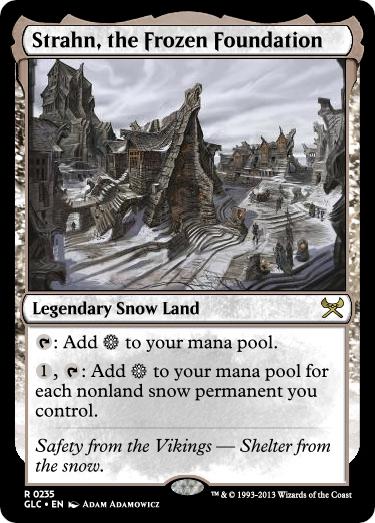 Strahn, the Frozen Foundation
Legendary Snow Land
: Add to your mana pool.
1, : Add to your mana pool for
each nonland snow permanent you
control.
Safety from the Vikings — Shelter from
the snow.
R 0235
GLC • EN Adam Adamowicz
™ & © 1993-2013 Wizards of the Coast